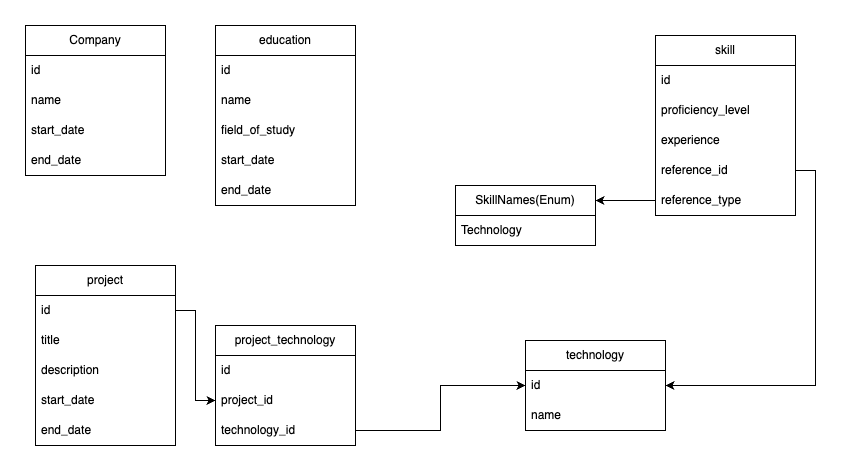 Company
id
name
start_date
end_date
education
id
name
field_of_study
start_date
end_date
skill
id
proficiency_level
experience
reference_id
reference_type
SkillNames(Enum)
Technology
project
id
title
description
start_date
end_date
project_technology
id
project_id
technology_id
technology
id
name